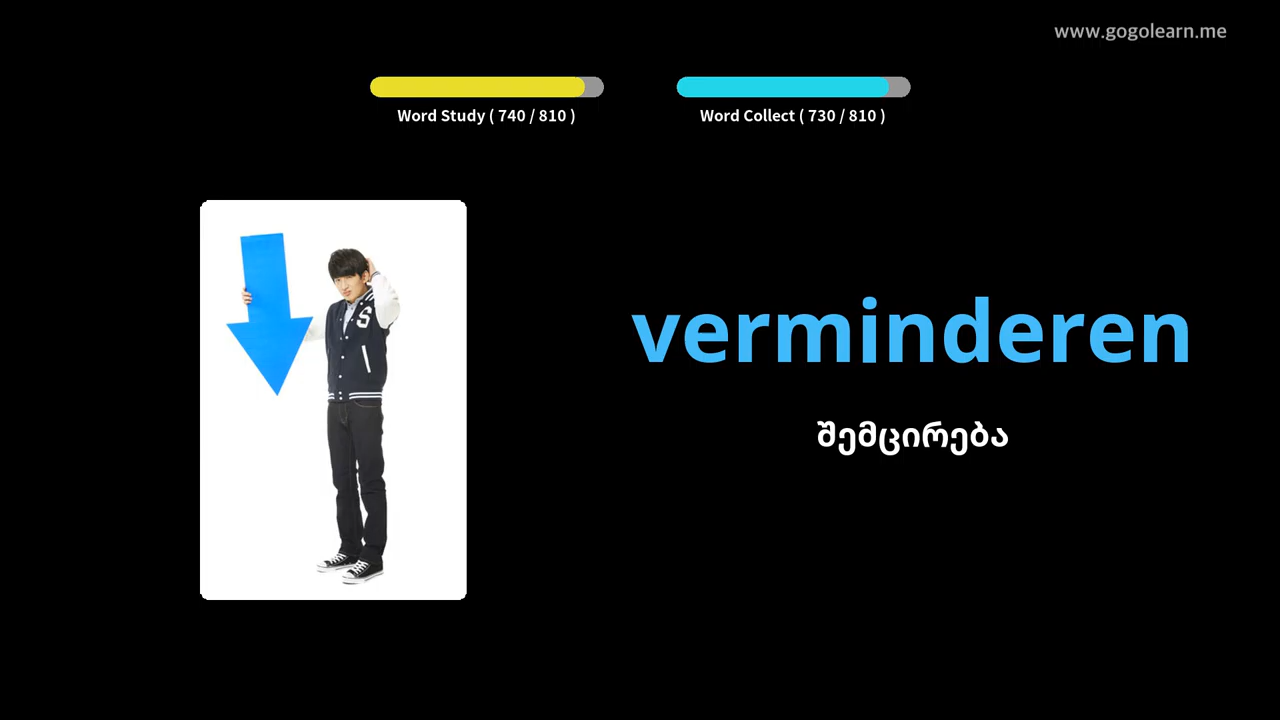 www.gogolearn.me
Word Study ( 740 / 810 )
Word Collect ( 730 / 810 )
S
verminderen
შემცირება